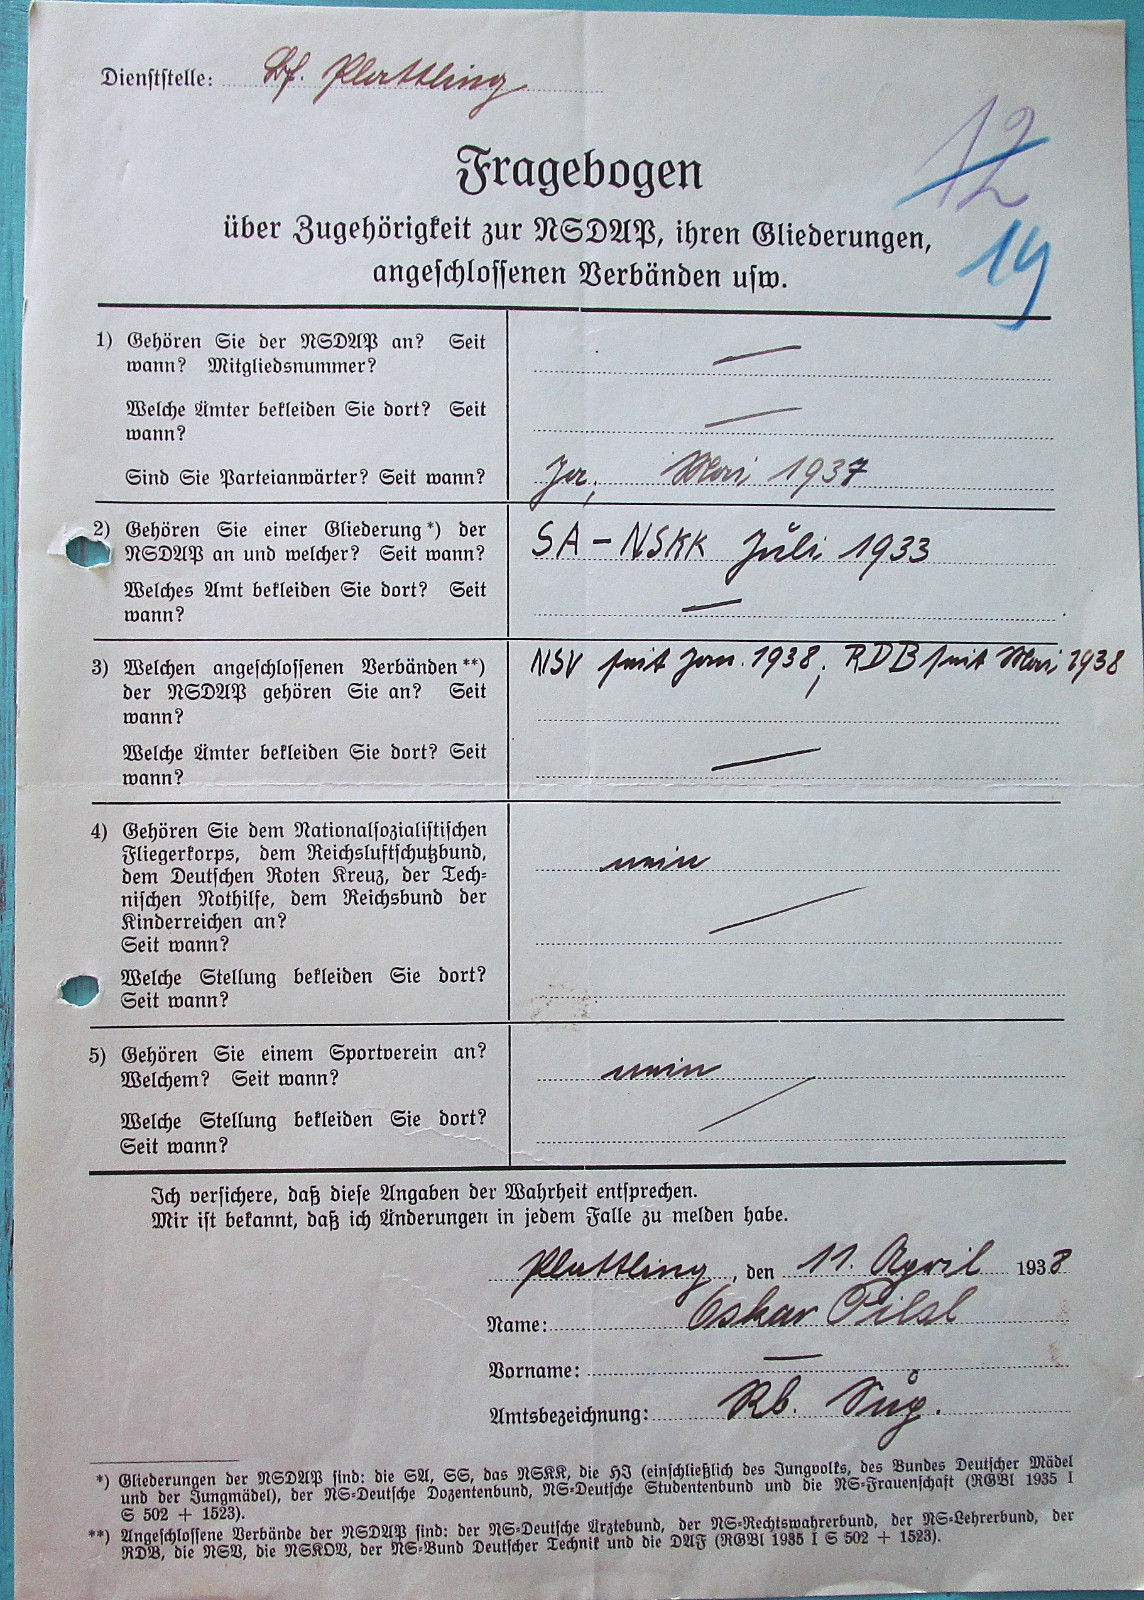 Dienststelle: Bf. Plattling
12
19
Fragebogen
über Zugehörigkeit zur NSDAP, ihren Gliederungen,
angeschlossenen Verbänden usw.
1) Gehören Sie der NSDAP an? Seit
wann? Mitgliedsnummer? —
Welche Ämter bekleiden Sie dort? Seit
wann? —
Sind Sie Parteianwärter? Seit wann? Ja, Mai 1937
2) Gehören Sie einer Gliederung*) der
NSDAP an und welcher? Seit wann? SA – NSKK Juli 1933
Welches Amt bekleiden Sie dort? Seit
wann? —
3) Welchen angeschlossenen Verbänden**) NSV seit Jan. 1938; RDB seit Mai 1938
der NSDAP gehören Sie an? Seit
wann?
Welche Ämter bekleiden Sie dort? Seit
wann? —
4) Gehören Sie dem Nationalsozialistischen
Fliegerkorps, dem Reichsluftschutzbund, nein
dem Deutschen Roten Kreuz, der Tech-
nischen Nothilfe, dem Reichsbund der
Kinderreichen an?
Seit wann?
Welche Stellung bekleiden Sie dort?
Seit wann?
5) Gehören Sie einem Sportverein an?
Welchem? Seit wann? nein
Welche Stellung bekleiden Sie dort?
Seit wann?
Ich versichere, daß diese Angaben der Wahrheit entsprechen.
Mir ist bekannt, daß ich Änderungen in jedem Falle zu melden habe.
Plattling, den 11. April 1938
Name: Oskar Pilsl
Vorname: —
Amtsbezeichnung: Rb.
*) Gliederungen der NSDAP sind: die SA, SS, das NSKK, die HJ (einschließlich des Jungvolks, des Bundes Deutscher Mädel
und der Jungmädel), der NS-Deutsche Dozentenbund, NS-Deutsche Studentenbund und die NS-Frauenschaft (RGBl 1935 I
S 502 + 1523).
**) Angeschlossene Verbände der NSDAP sind: der NS-Deutsche Ärztebund, der NS-Rechtswahrerbund, der NS-Lehrerbund, der
RDB, die NSV, die NSKOV, der NS-Bund Deutscher Technik und die DAF (RGBl 1935 I S 502 + 1523).